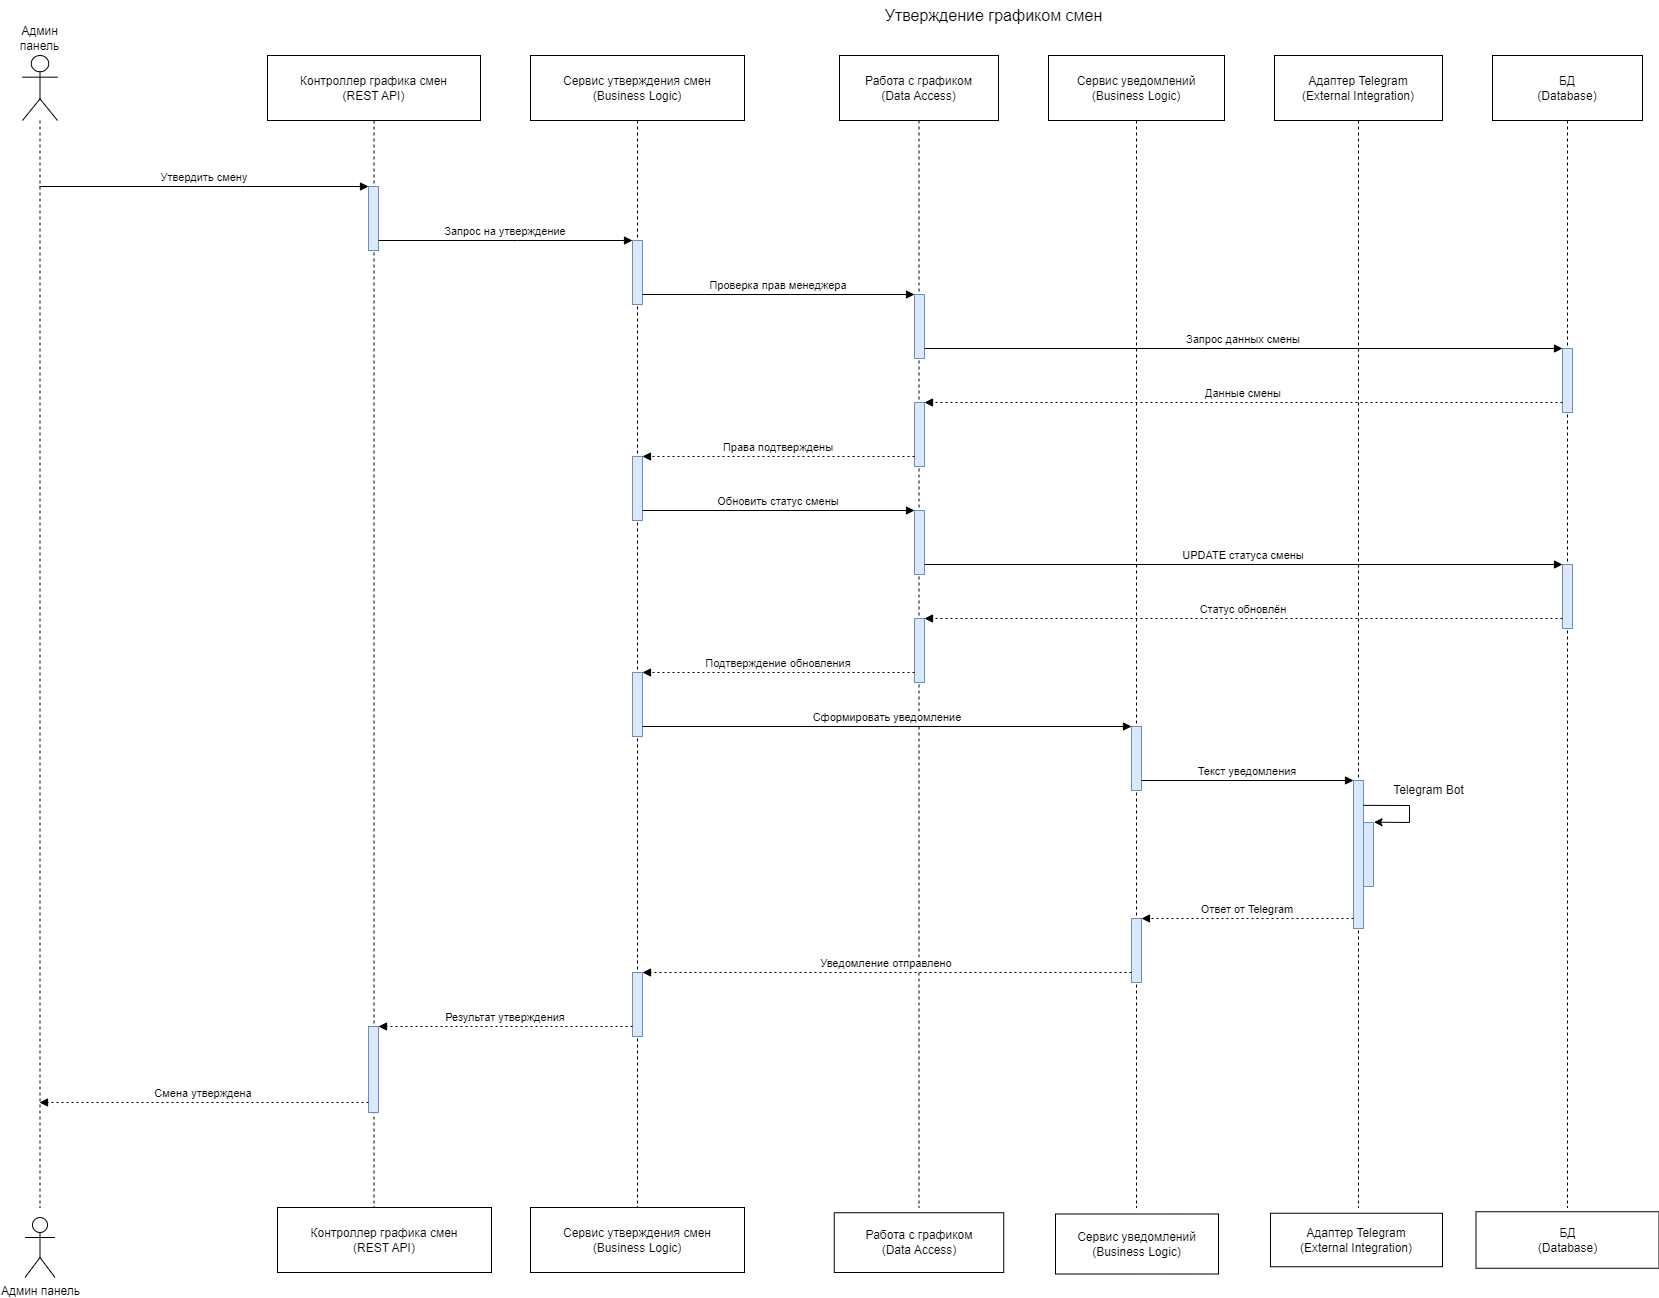 Утверждение графиком смен
Админ
панель
Контроллер графика смен
(REST API)
Сервис утверждения смен
(Business Logic)
Работа с графиком
(Data Access)
Сервис уведомлений
(Business Logic)
Адаптер Telegram
(External Integration)
БД
(Database)
Утвердить смену
Запрос на утверждение
Проверка прав менеджера
Запрос данных смены
Данные смены
Права подтверждены
Обновить статус смены
UPDATE статуса смены
Статус обновлён
Подтверждение обновления
Сформировать уведомление
Текст уведомления
Telegram Bot
Ответ от Telegram
Уведомление отправлено
Результат утверждения
Смена утверждена
Админ панель
Контроллер графика смен
(REST API)
Сервис утверждения смен
(Business Logic)
Работа с графиком
(Data Access)
Сервис уведомлений
(Business Logic)
Адаптер Telegram
(External Integration)
БД
(Database)